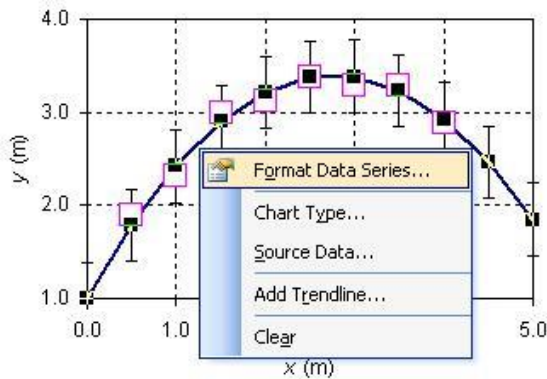 4.0
3.0
y (m)
2.0
1.0
0.0
1.0
5.0
x (m)
Format Data Series...
Chart Type...
Source Data...
Add Trendline...
Clear